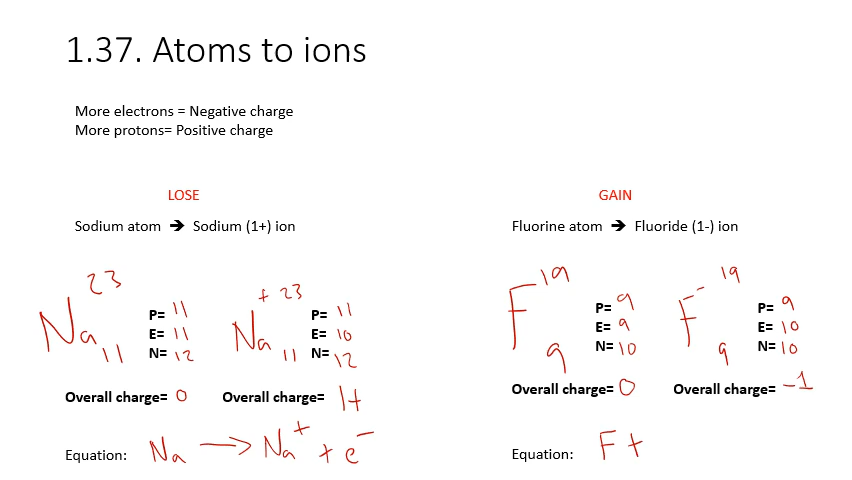 1.37. Atoms to ions
More electrons = Negative charge
More protons= Positive charge
LOSE
Sodium atom ➔ Sodium (1+) ion
23
Na
11
P= 11
E= 11
N= 12
+ 23
Na
11
P= 11
E= 10
N= 12
Overall charge= 0
Overall charge= 1+
Equation: Na → Na⁺ + e⁻
GAIN
Fluorine atom ➔ Fluoride (1-) ion
19
F
9
P= 9
E= 9
N= 10
- 19
F
9
P= 9
E= 10
N= 10
Overall charge= 0
Overall charge= -1
Equation: F +